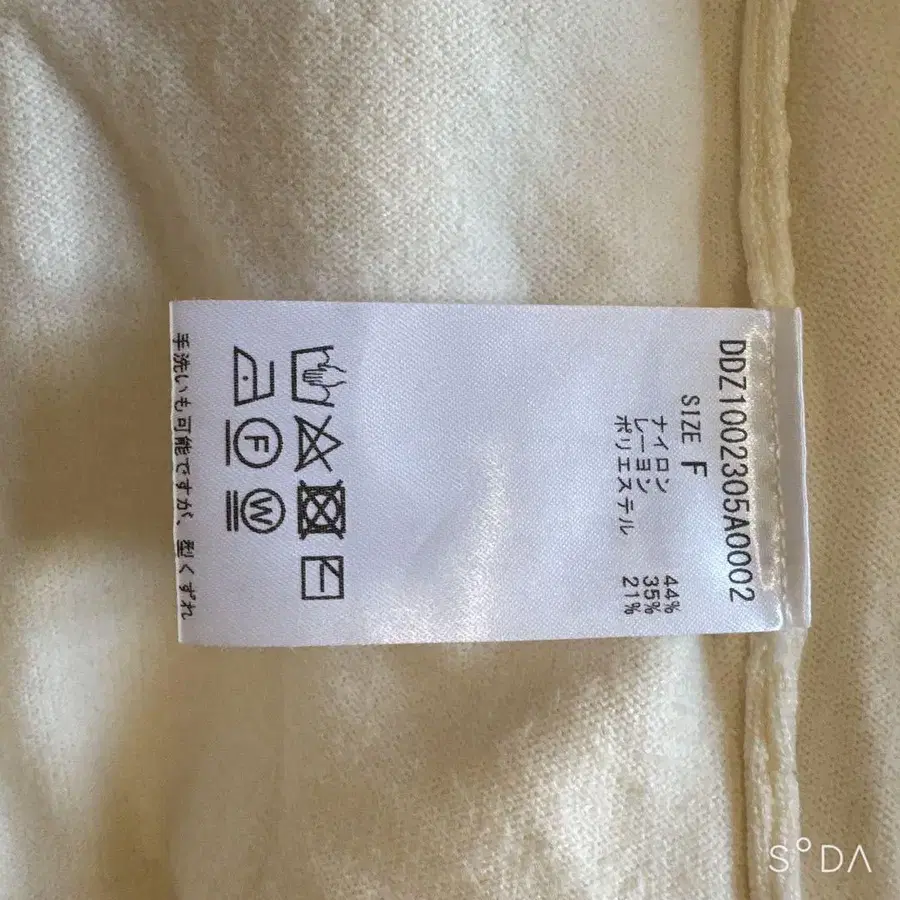 DDZ1002305A0002
SIZE F
ナイロン 44%
レーヨン 35%
ポリエステル 21%
F
W
手洗いも可能ですが、型くずれ
SODA